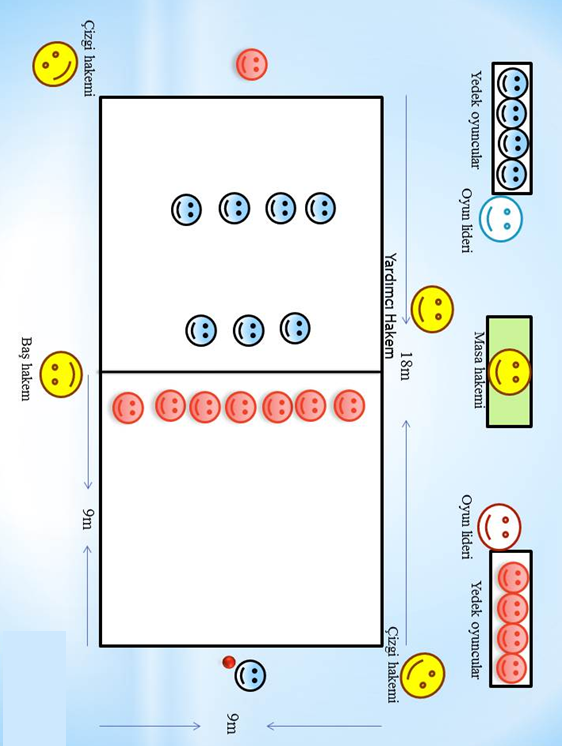 Çizgi hakemi
Yedek oyuncular
Oyun lideri
Yardımcı Hakem
18m
Masa hakemi
Baş hakem
9m
Oyun lideri
Yedek oyuncular
Çizgi hakemi
9m